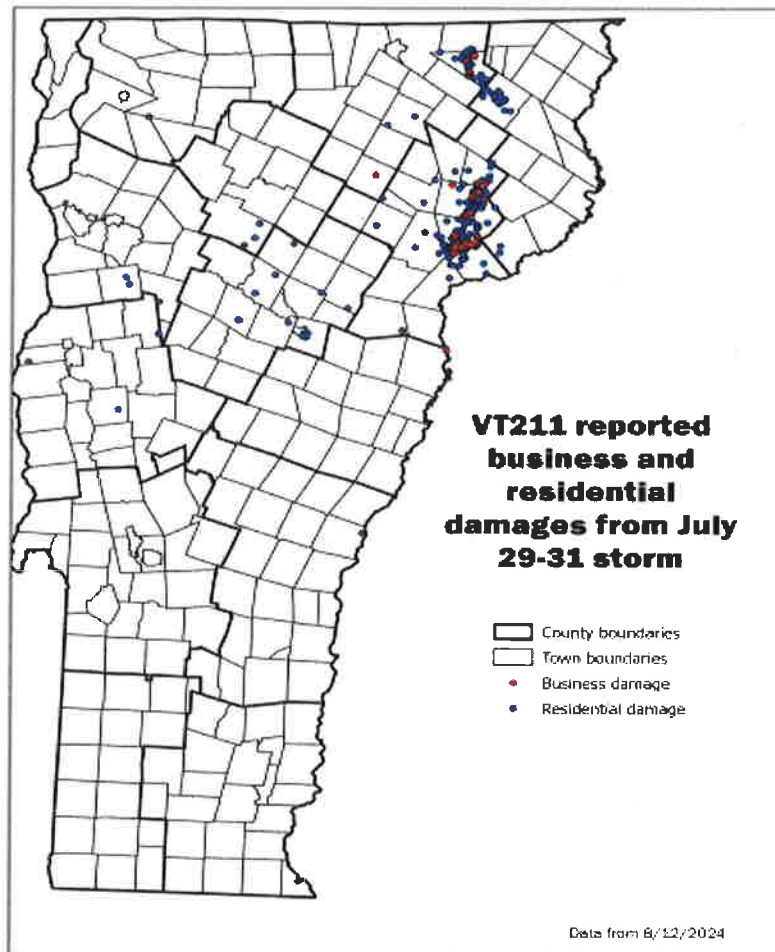 VT211 reported
business and
residential
damages from July
29-31 storm
County boundaries
Town boundaries
Business damage
Residential damage
Data from 8/12/2024